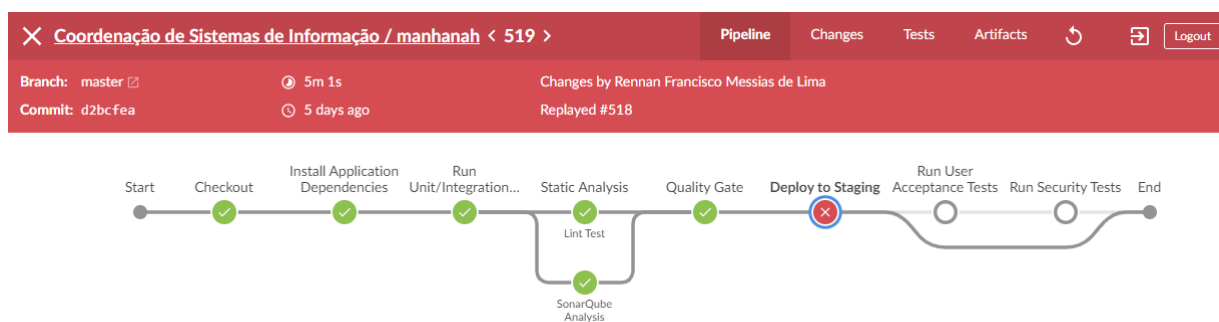 Coordenação de Sistemas de Informação / manhanah < 519 >
Pipeline
Changes
Tests
Artifacts
Logout
Branch: master
5m 1s
Changes by Rennan Francisco Messias de Lima
Commit: d2bcfea
5 days ago
Replayed #518
Start
Checkout
Install Application
Dependencies
Run
Unit/Integration...
Static Analysis
Quality Gate
Deploy to Staging
Run User
Acceptance Tests
Run Security Tests
End
Lint Test
SonarQube
Analysis